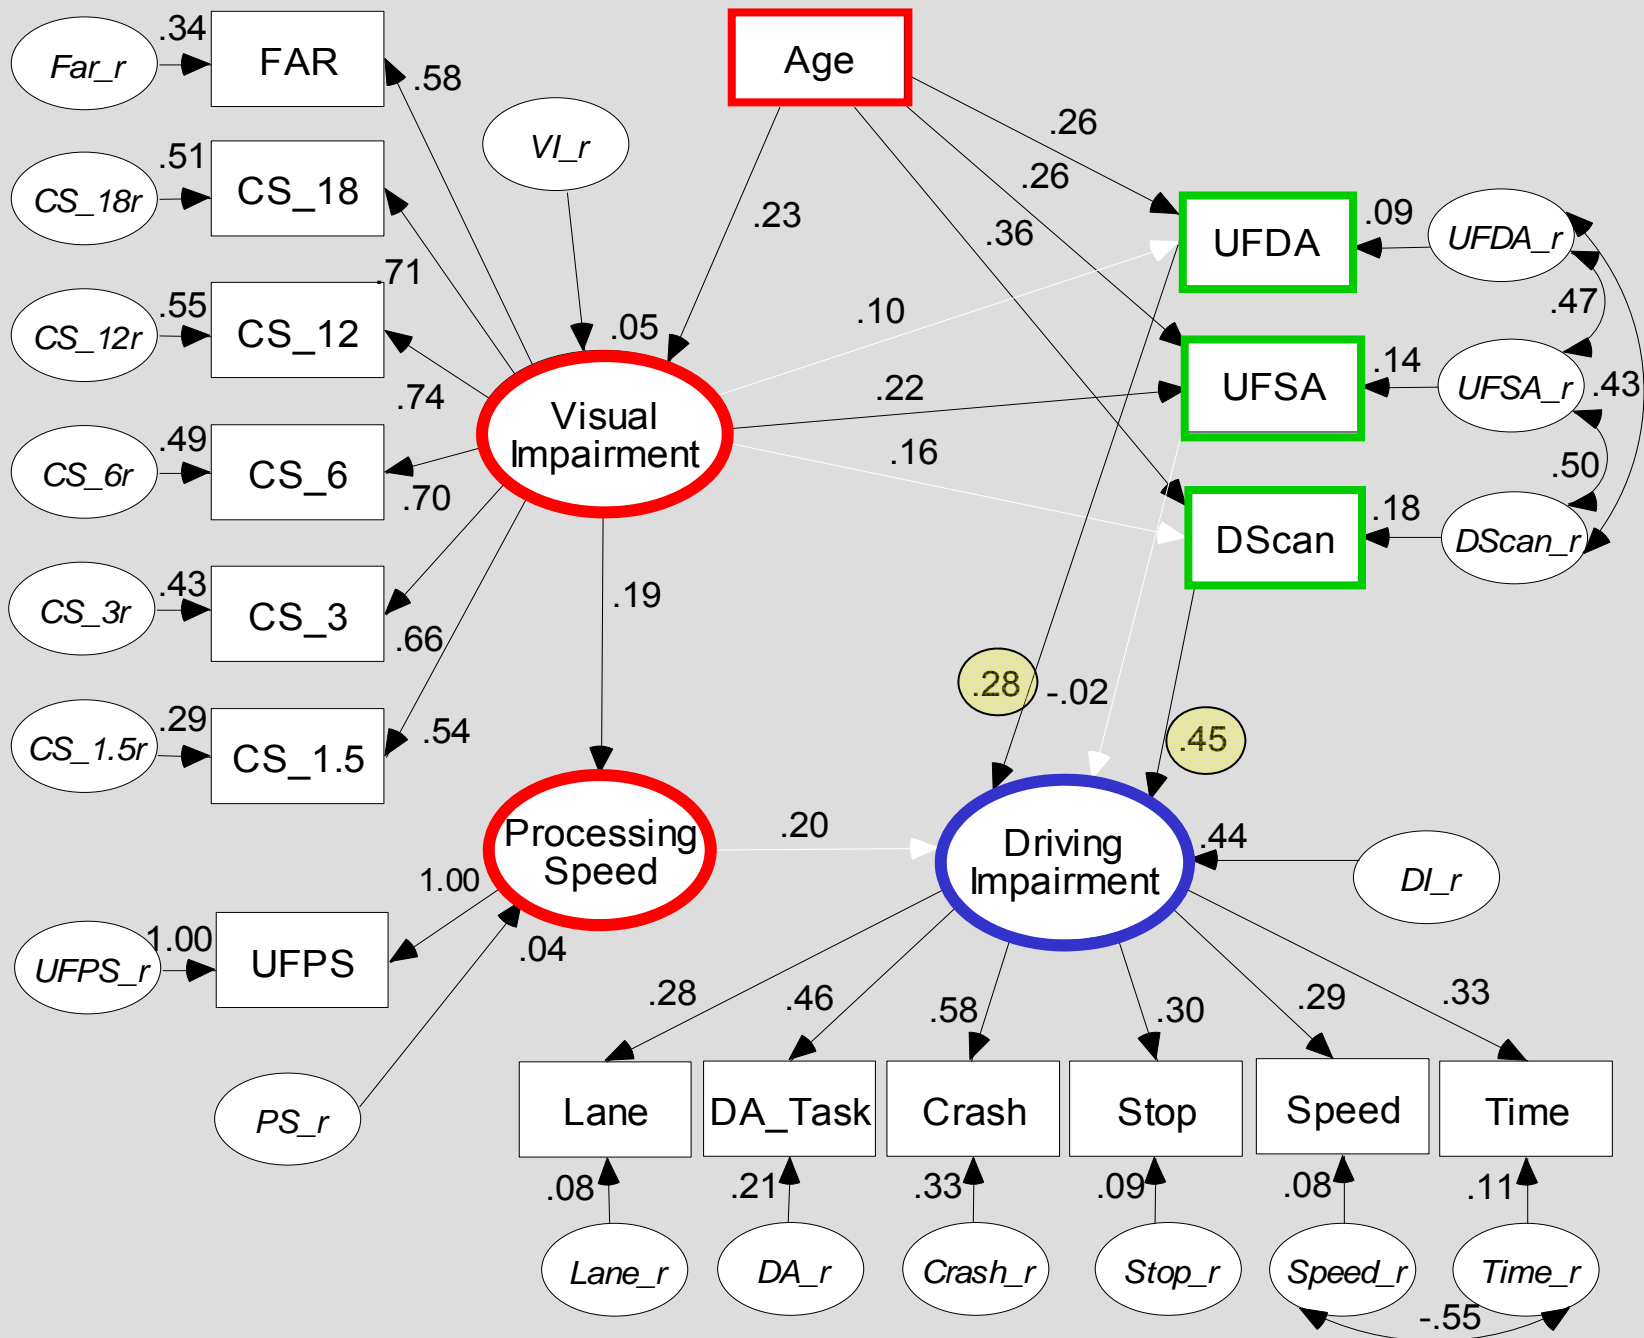 .34
Far_r
FAR
.58
Age
VI_r
.26
.51
CS_18r
CS_18
.26
.23
.36
UFDA
.09
UFDA_r
.71
.47
.55
CS_12r
CS_12
.05
.10
.74
Visual
Impairment
.22
UFSA
.14
UFSA_r
.43
.49
CS_6r
CS_6
.70
.16
.50
DScan
.18
DScan_r
.43
CS_3r
CS_3
.66
.19
.28
-.02
.45
.29
CS_1.5r
CS_1.5
.54
Processing
Speed
.20
Driving
Impairment
.44
DI_r
1.00
1.00
UFPS_r
UFPS
.04
.28
.46
.58
.30
.29
.33
PS_r
Lane
DA_Task
Crash
Stop
Speed
Time
.08
.21
.33
.09
.08
.11
Lane_r
DA_r
Crash_r
Stop_r
Speed_r
Time_r
-.55